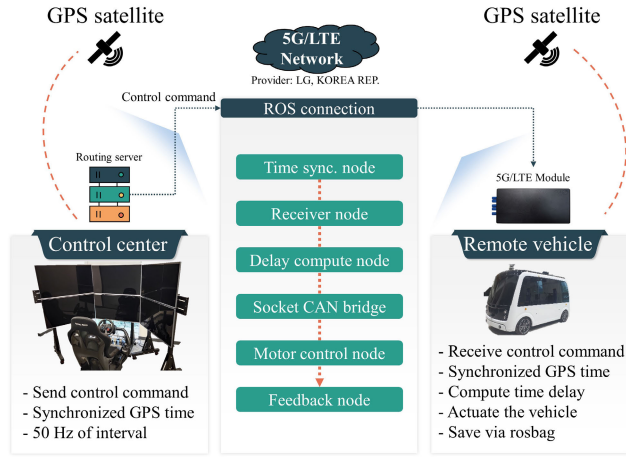 GPS satellite
GPS satellite
5G/LTE
Network
Provider: LG, KOREA REP.
Control command
ROS connection
Routing server
Time sync. node
Receiver node
Delay compute node
Socket CAN bridge
Motor control node
Feedback node
5G/LTE Module
Control center
- Send control command
- Synchronized GPS time
- 50 Hz of interval
Remote vehicle
- Receive control command
- Synchronized GPS time
- Compute time delay
- Actuate the vehicle
- Save via rosbag